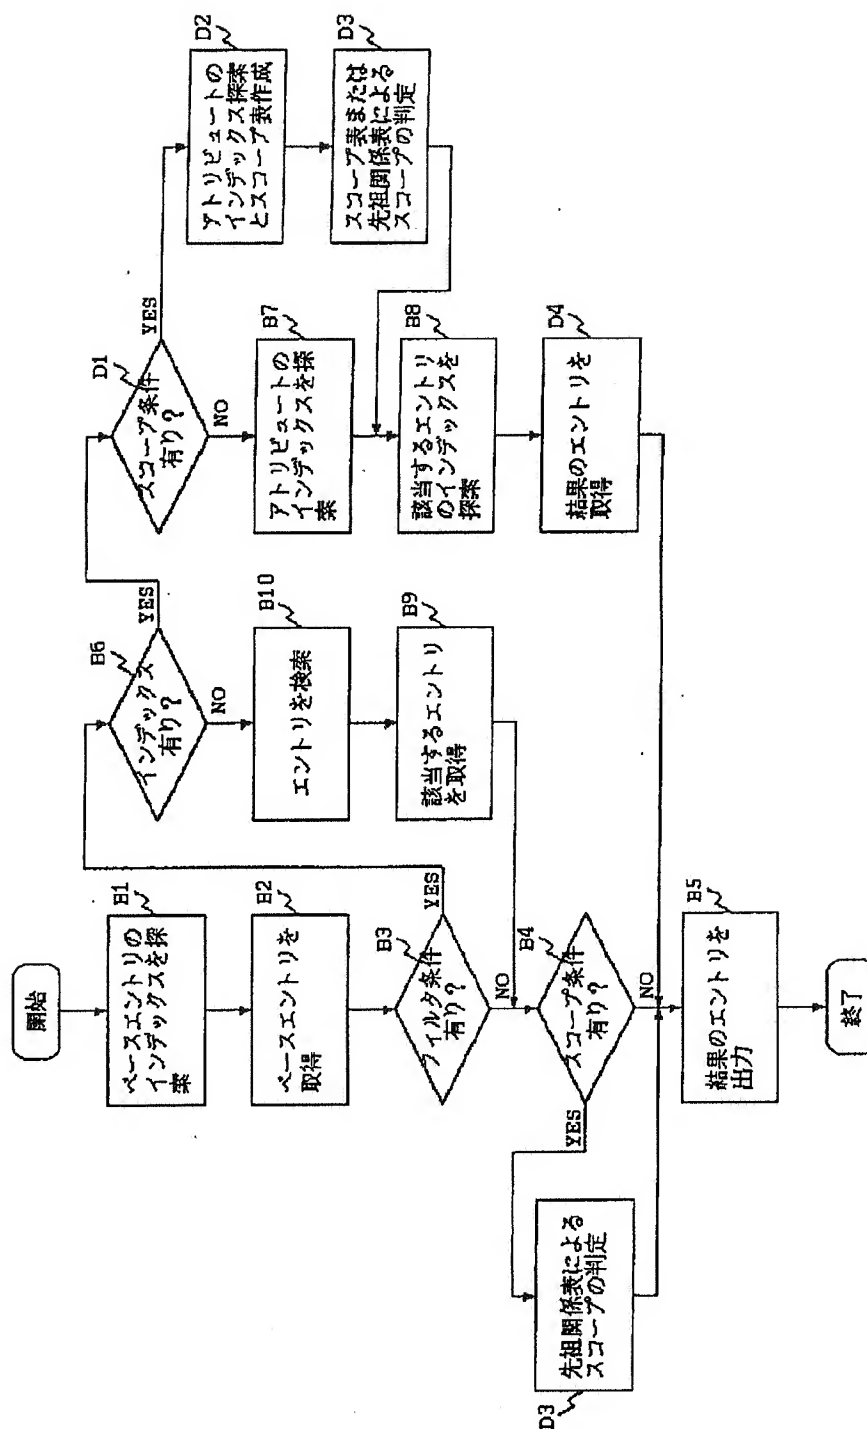 開始
B1
ベースエントリの
インデックスを探
索
B2
ベースエントリを
取得
B3
フィルタ条件
有り?
YES
NO
B4
スコープ条件
有り?
YES
NO
D3
先祖関係表による
スコープの判定
B5
結果のエントリを
出力
終了
B6
インデックス
有り?
YES
NO
B10
エントリを検索
B9
該当するエントリ
を取得
D1
スコープ条件
有り?
YES
NO
B7
アトリビュートの
インデックスを探
索
B8
該当するエントリ
のインデックスを
探索
D4
結果のエントリを
取得
D2
アトリビュートの
インデックス探索
とスコープ表作成
D3
スコープ表または
先祖関係表による
スコープの判定